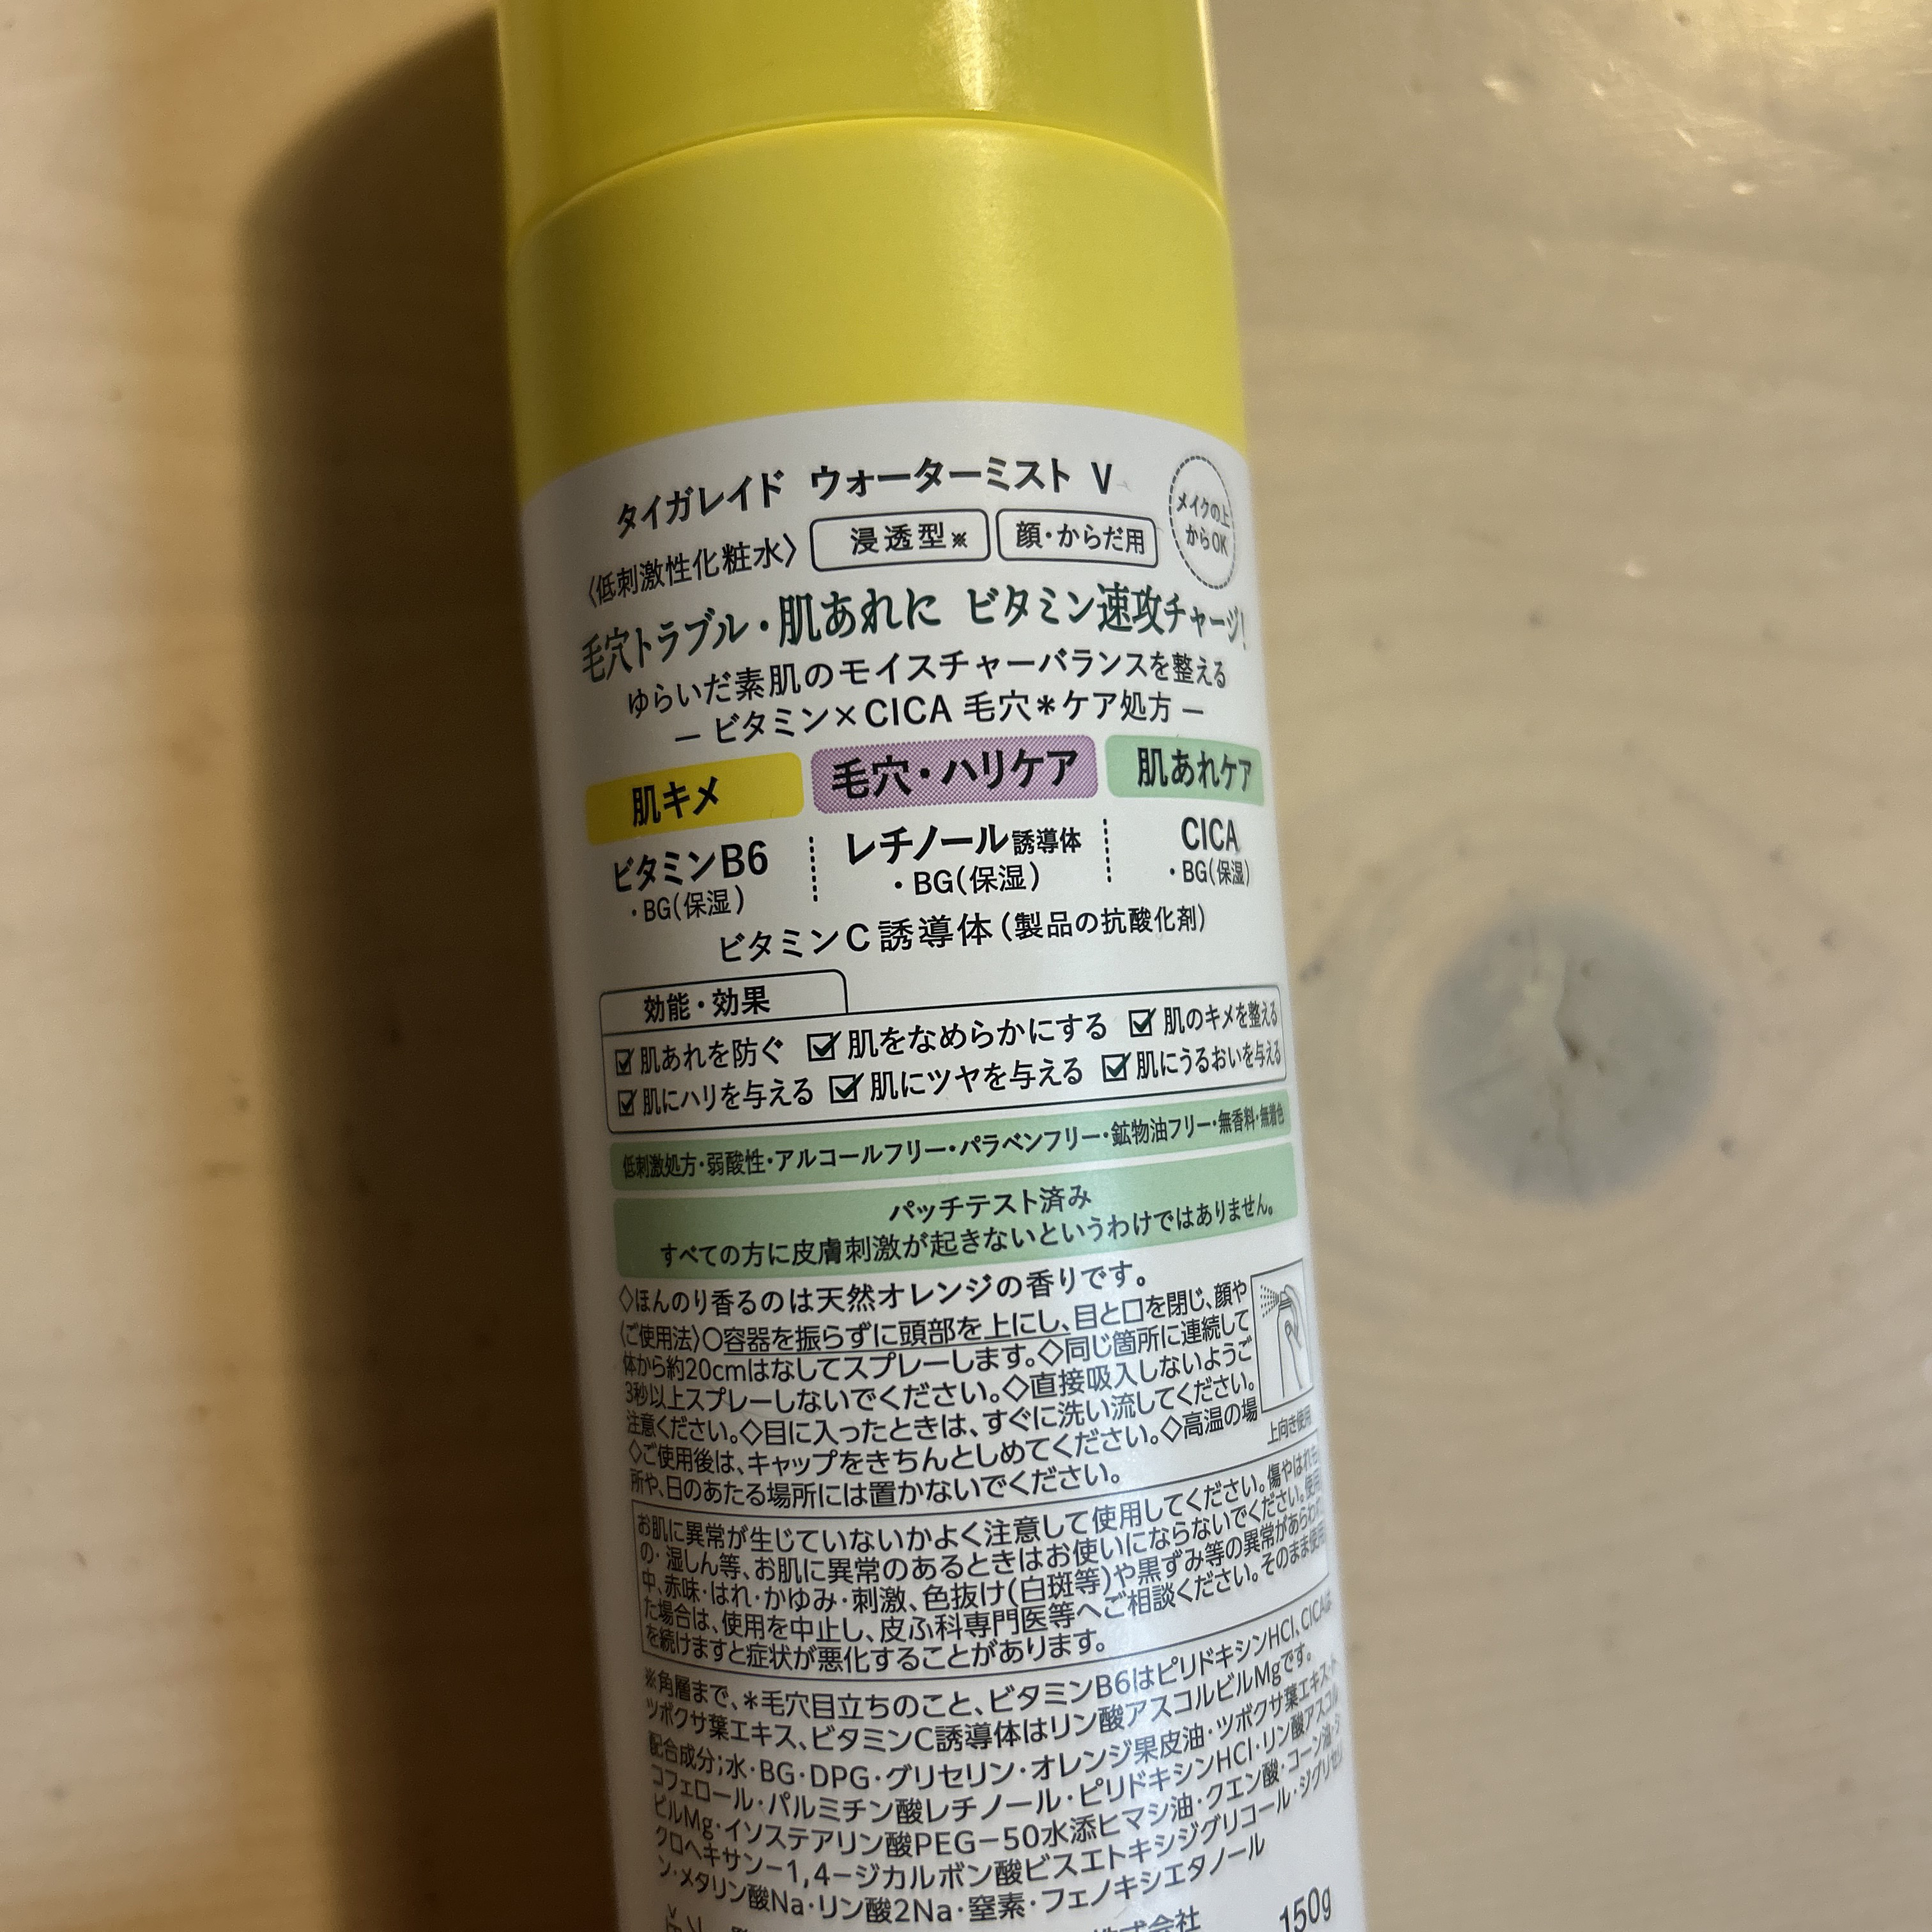 タイガレイド ウォーターミスト V
メイクの上
からOK
〈低刺激性化粧水〉 浸透型※ 顔・からだ用
毛穴トラブル・肌あれに ビタミン速攻チャージ!
ゆらいだ素肌のモイスチャーバランスを整える
— ビタミン×CICA 毛穴＊ケア処方 —
肌キメ 毛穴・ハリケア 肌あれケア
ビタミンB6 レチノール誘導体 CICA
・BG(保湿) ・BG(保湿) ・BG(保湿)
ビタミンC誘導体(製品の抗酸化剤)
効能・効果
☑肌あれを防ぐ ☑肌をなめらかにする ☑肌のキメを整える
☑肌にハリを与える ☑肌にツヤを与える ☑肌にうるおいを与える
低刺激処方・弱酸性・アルコールフリー・パラベンフリー・鉱物油フリー・無香料・無着色
パッチテスト済み
すべての方に皮膚刺激が起きないというわけではありません。
◇ほんのり香るのは天然オレンジの香りです。
〈ご使用法〉○容器を振らずに頭部を上にし、目と口を閉じ、顔や
体から約20cmはなしてスプレーします。◇同じ箇所に連続して
3秒以上スプレーしないでください。◇直接吸入しないようご
注意ください。◇目に入ったときは、すぐに洗い流してください。
◇ご使用後は、キャップをきちんとしめてください。◇高温の場
所や、日のあたる場所には置かないでください。
上向き使用
お肌に異常が生じていないかよく注意して使用してください。傷やはれも
の・湿しん等、お肌に異常のあるときはお使いにならないでください。使用
中、赤味・はれ・かゆみ・刺激、色抜け(白斑等)や黒ずみ等の異常があらわれ
た場合は、使用を中止し、皮ふ科専門医等へご相談ください。そのまま使用
を続けますと症状が悪化することがあります。
※角層まで、＊毛穴目立ちのこと、ビタミンB6はピリドキシンHCl、CICAは
ツボクサ葉エキス、ビタミンC誘導体はリン酸アスコルビルMgです。
配合成分;水・BG・DPG・グリセリン・オレンジ果皮油・ツボクサ葉エキス・ト
コフェロール・パルミチン酸レチノール・ピリドキシンHCl・リン酸アスコル
ビルMg・イソステアリン酸PEG−50水添ヒマシ油・クエン酸・コーン油・シ
クロヘキサン−1,4−ジカルボン酸ビスエトキシジグリコール・ジグリセリ
ン・メタリン酸Na・リン酸2Na・窒素・フェノキシエタノール
株式会社 150g